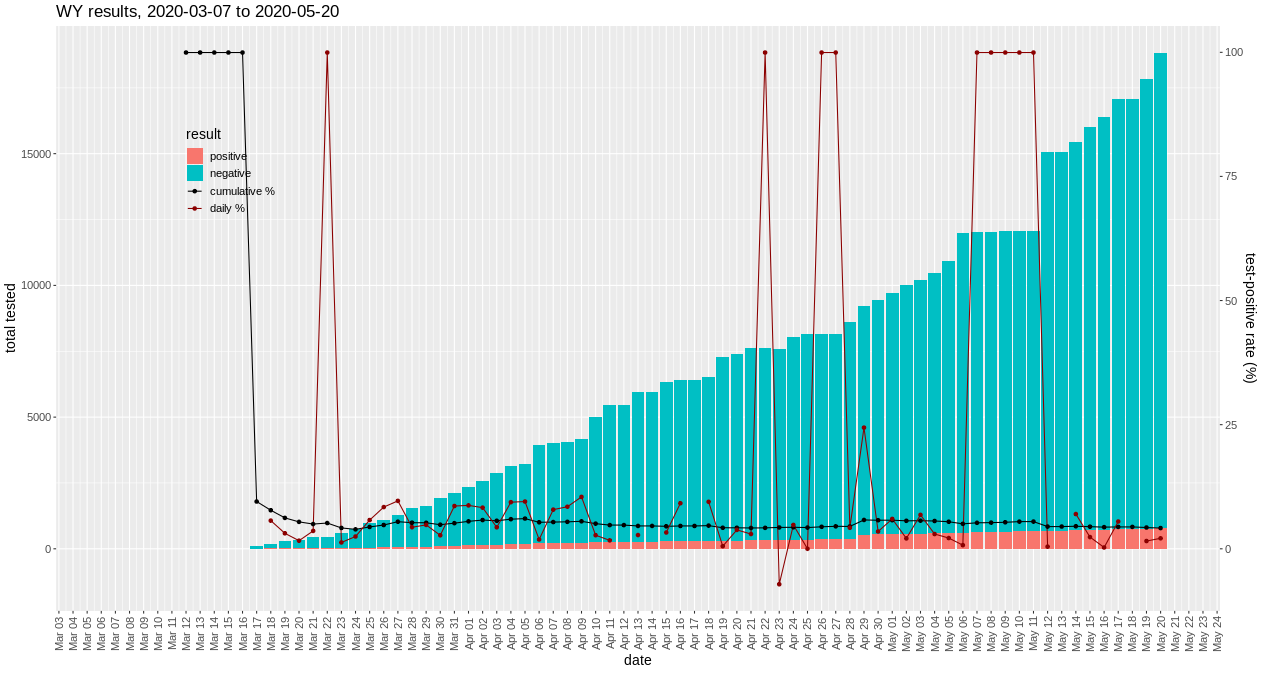 WY results, 2020-03-07 to 2020-05-20
total tested
15000
10000
5000
0
result
positive
negative
cumulative %
daily %
100
75
50
25
0
test-positive rate (%)
Mar 03
Mar 04
Mar 05
Mar 06
Mar 07
Mar 08
Mar 09
Mar 10
Mar 11
Mar 12
Mar 13
Mar 14
Mar 15
Mar 16
Mar 17
Mar 18
Mar 19
Mar 20
Mar 21
Mar 22
Mar 23
Mar 24
Mar 25
Mar 26
Mar 27
Mar 28
Mar 29
Mar 30
Mar 31
Apr 01
Apr 02
Apr 03
Apr 04
Apr 05
Apr 06
Apr 07
Apr 08
Apr 09
Apr 10
Apr 11
Apr 12
Apr 13
Apr 14
Apr 15
Apr 16
Apr 17
Apr 18
Apr 19
Apr 20
Apr 21
Apr 22
Apr 23
Apr 24
Apr 25
Apr 26
Apr 27
Apr 28
Apr 29
Apr 30
May 01
May 02
May 03
May 04
May 05
May 06
May 07
May 08
May 09
May 10
May 11
May 12
May 13
May 14
May 15
May 16
May 17
May 18
May 19
May 20
May 21
May 22
May 23
May 24
date